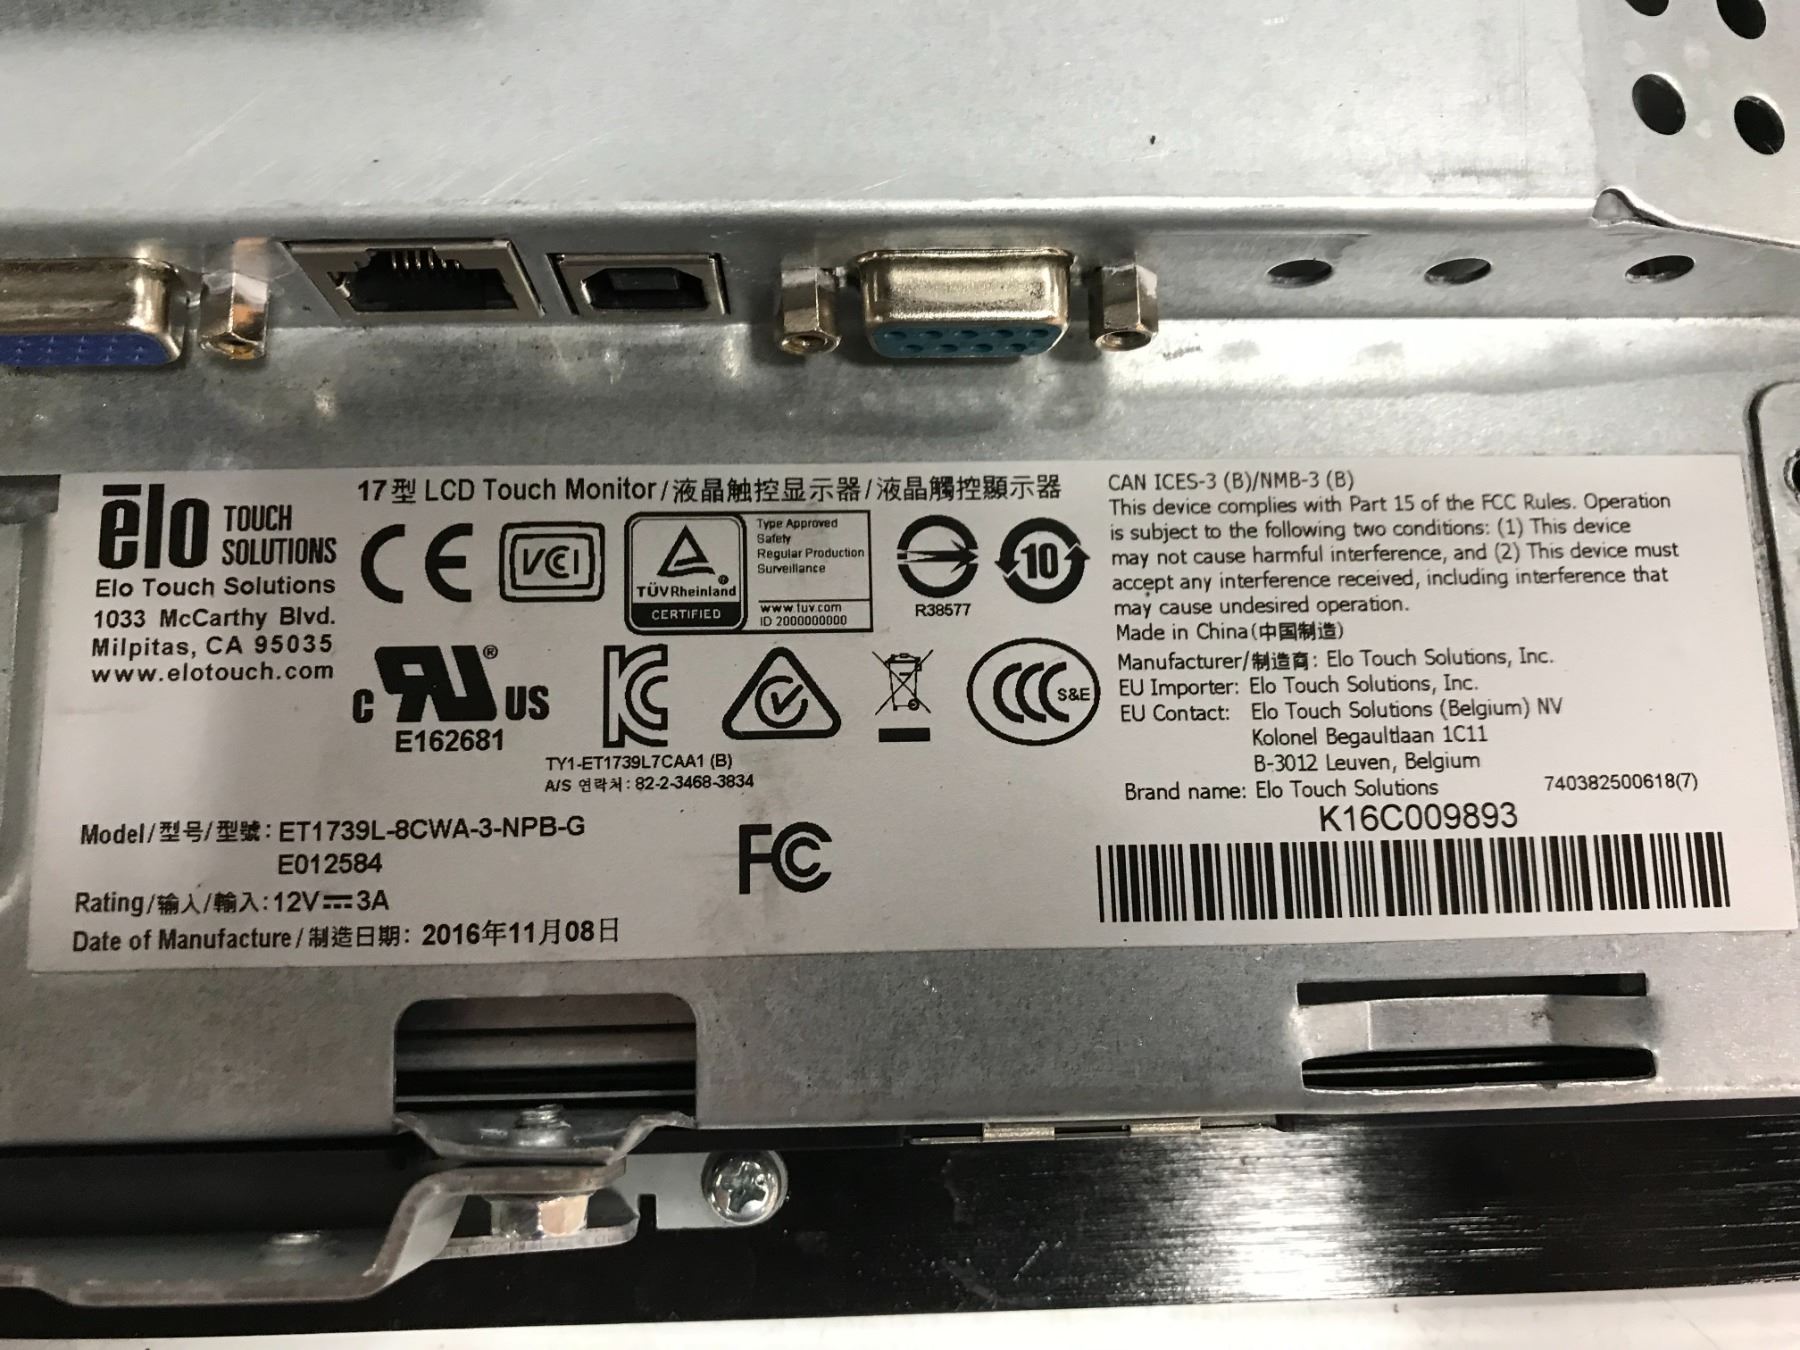 ēlo TOUCH SOLUTIONS
Elo Touch Solutions
1033 McCarthy Blvd.
Milpitas, CA 95035
www.elotouch.com
17型 LCD Touch Monitor/液晶触控显示器/液晶觸控顯示器
CE
VCI
TÜVRheinland
CERTIFIED
Type Approved
Safety
Regular Production
Surveillance
www.tuv.com
ID 2000000000
R38577
10
C RU® US
E162681
KC
CCC S&E
TY1-ET1739L7CAA1 (B)
A/S 연락처: 82-2-3468-3834
Model/型号/型號: ET1739L-8CWA-3-NPB-G
E012584
Rating/输入/輸入: 12V⎓3A
Date of Manufacture/制造日期: 2016年11月08日
FC
CAN ICES-3 (B)/NMB-3 (B)
This device complies with Part 15 of the FCC Rules. Operation
is subject to the following two conditions: (1) This device
may not cause harmful interference, and (2) This device must
accept any interference received, including interference that
may cause undesired operation.
Made in China(中国制造)
Manufacturer/制造商: Elo Touch Solutions, Inc.
EU Importer: Elo Touch Solutions, Inc.
EU Contact: Elo Touch Solutions (Belgium) NV
Kolonel Begaultlaan 1C11
B-3012 Leuven, Belgium
Brand name: Elo Touch Solutions
740382500618(7)
K16C009893